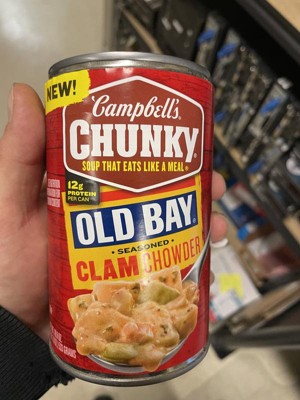 NEW!
Campbell's
CHUNKY
SOUP THAT EATS LIKE A MEAL
12g
PROTEIN
PER CAN
OLD BAY
• SEASONED •
CLAM CHOWDER